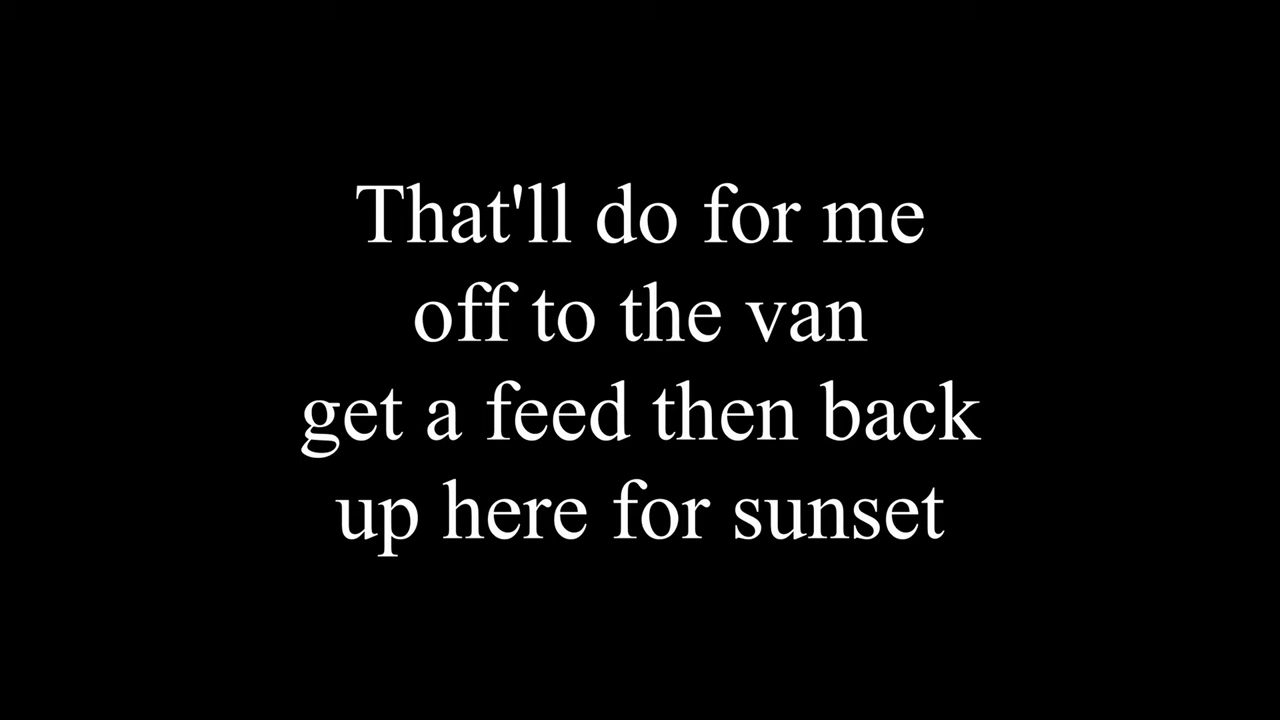 That'll do for me
off to the van
get a feed then back
up here for sunset